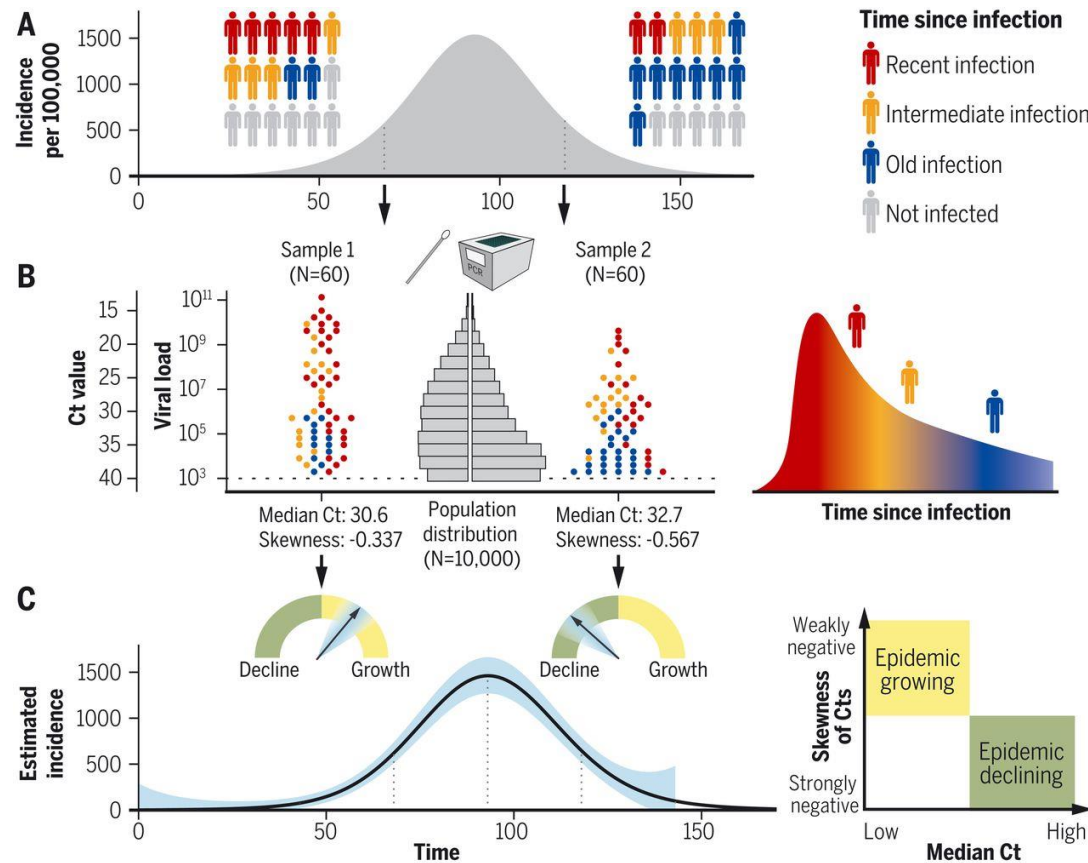 A
Incidence
per 100,000
1500
1000
500
0
0
50
100
150
Time since infection
Recent infection
Intermediate infection
Old infection
Not infected
Sample 1
(N=60)
PCR
Sample 2
(N=60)
B
Ct value
15
20
25
30
35
40
Viral load
10¹¹
10⁹
10⁷
10⁵
10³
Median Ct: 30.6
Skewness: -0.337
Population
distribution
(N=10,000)
Median Ct: 32.7
Skewness: -0.567
Time since infection
C
Decline
Growth
Decline
Growth
Estimated
incidence
1500
1000
500
0
0
50
100
150
Time
Weakly
negative
Skewness
of Cts
Strongly
negative
Epidemic
growing
Epidemic
declining
Low
High
Median Ct